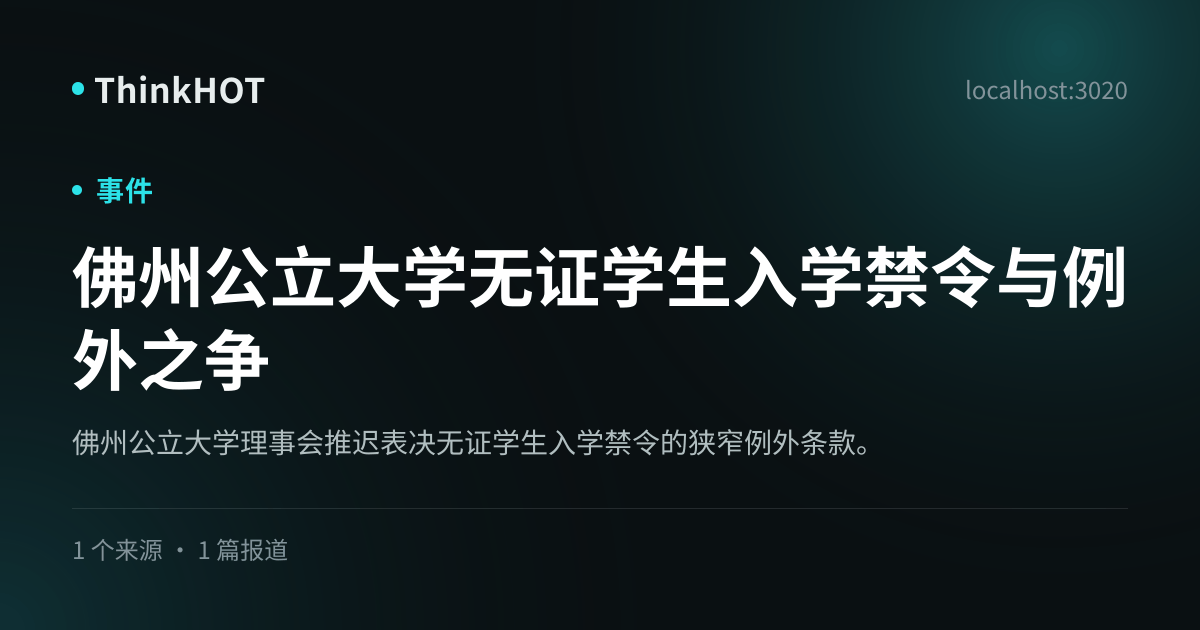 ThinkHOT
localhost:3020
事件
佛州公立大学无证学生入学禁令与例
外之争
佛州公立大学理事会推迟表决无证学生入学禁令的狭窄例外条款。
1 个来源 · 1 篇报道